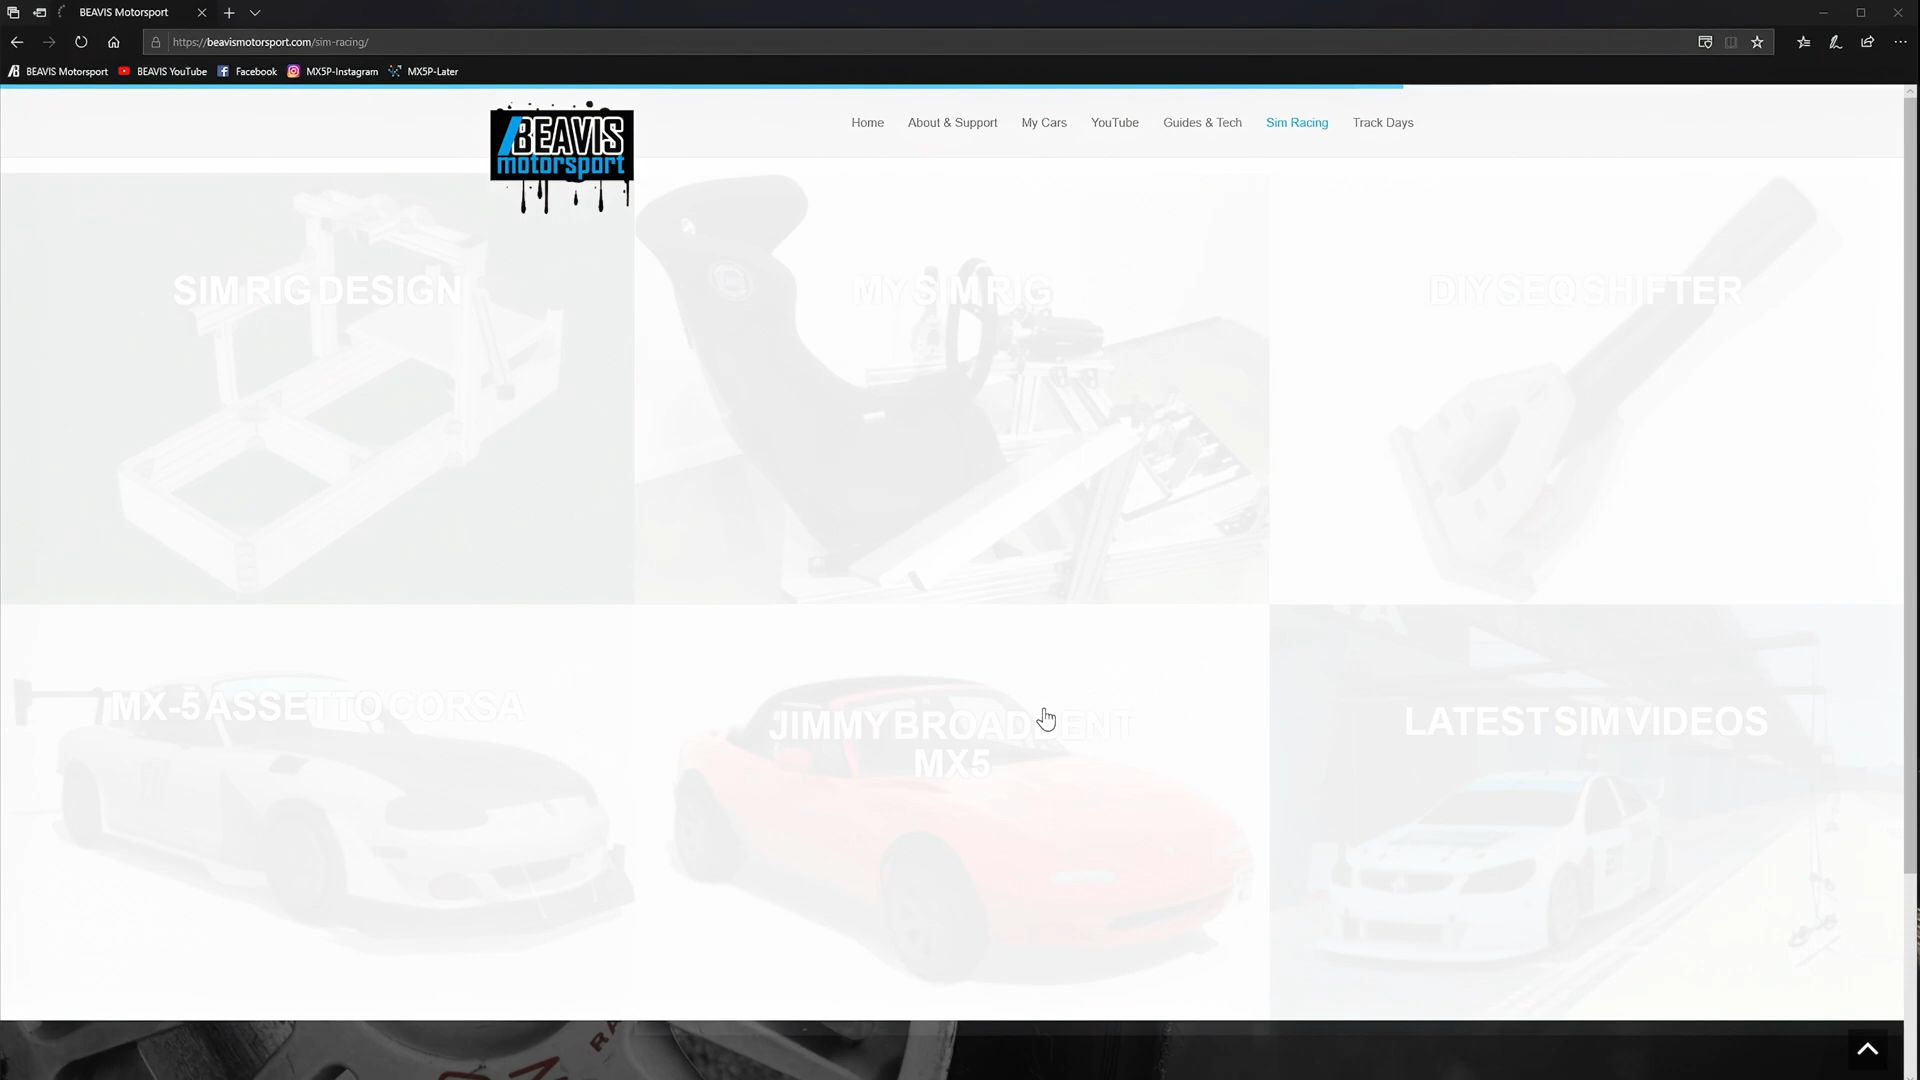 BEAVIS Motorsport
https://beavismotorsport.com/sim-racing/
BEAVIS Motorsport BEAVIS YouTube Facebook MX5P-Instagram MX5P-Later
BEAVIS
motorsport
Home About & Support My Cars YouTube Guides & Tech Sim Racing Track Days
SIM RIG DESIGN
MY SIM RIG
DIY SEQ SHIFTER
MX-5 ASSETTO CORSA
JIMMY BROADBENT
MX5
LATEST SIM VIDEOS